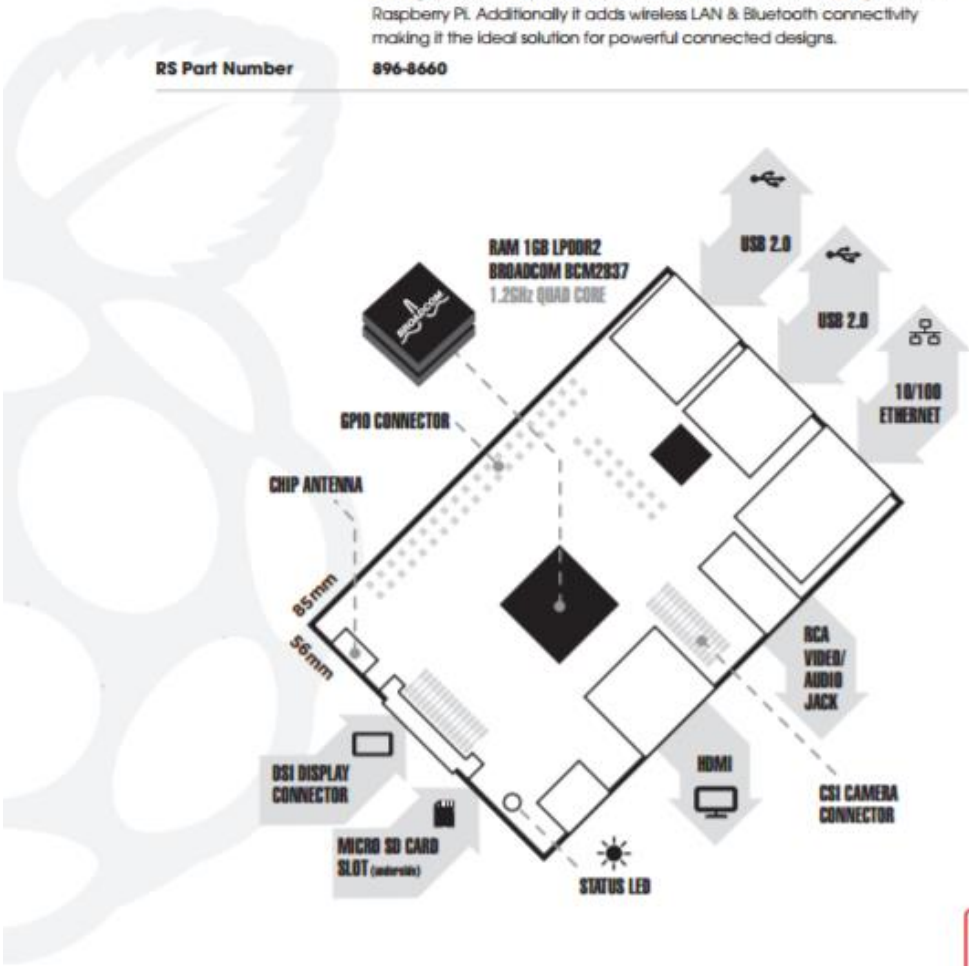 Raspberry Pi. Additionally it adds wireless LAN & Bluetooth connectivity
making it the ideal solution for powerful connected designs.
RS Part Number 896-8660
USB 2.0
RAM 1GB LPDDR2
BROADCOM BCM2837
1.2GHz QUAD CORE
BROADCOM
USB 2.0
10/100
ETHERNET
GPIO CONNECTOR
CHIP ANTENNA
85mm
56mm
RCA
VIDEO/
AUDIO
JACK
DSI DISPLAY
CONNECTOR
HDMI
CSI CAMERA
CONNECTOR
MICRO SD CARD
SLOT (underside)
STATUS LED